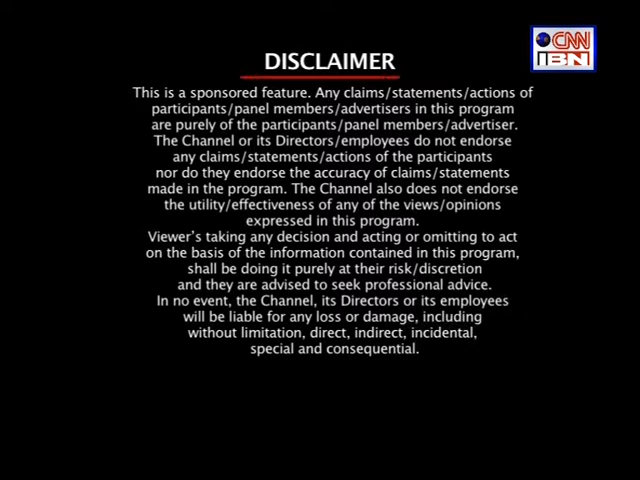 CNN
IBN
DISCLAIMER
This is a sponsored feature. Any claims/statements/actions of
participants/panel members/advertisers in this program
are purely of the participants/panel members/advertiser.
The Channel or its Directors/employees do not endorse
any claims/statements/actions of the participants
nor do they endorse the accuracy of claims/statements
made in the program. The Channel also does not endorse
the utility/effectiveness of any of the views/opinions
expressed in this program.
Viewer's taking any decision and acting or omitting to act
on the basis of the information contained in this program,
shall be doing it purely at their risk/discretion
and they are advised to seek professional advice.
In no event, the Channel, its Directors or its employees
will be liable for any loss or damage, including
without limitation, direct, indirect, incidental,
special and consequential.